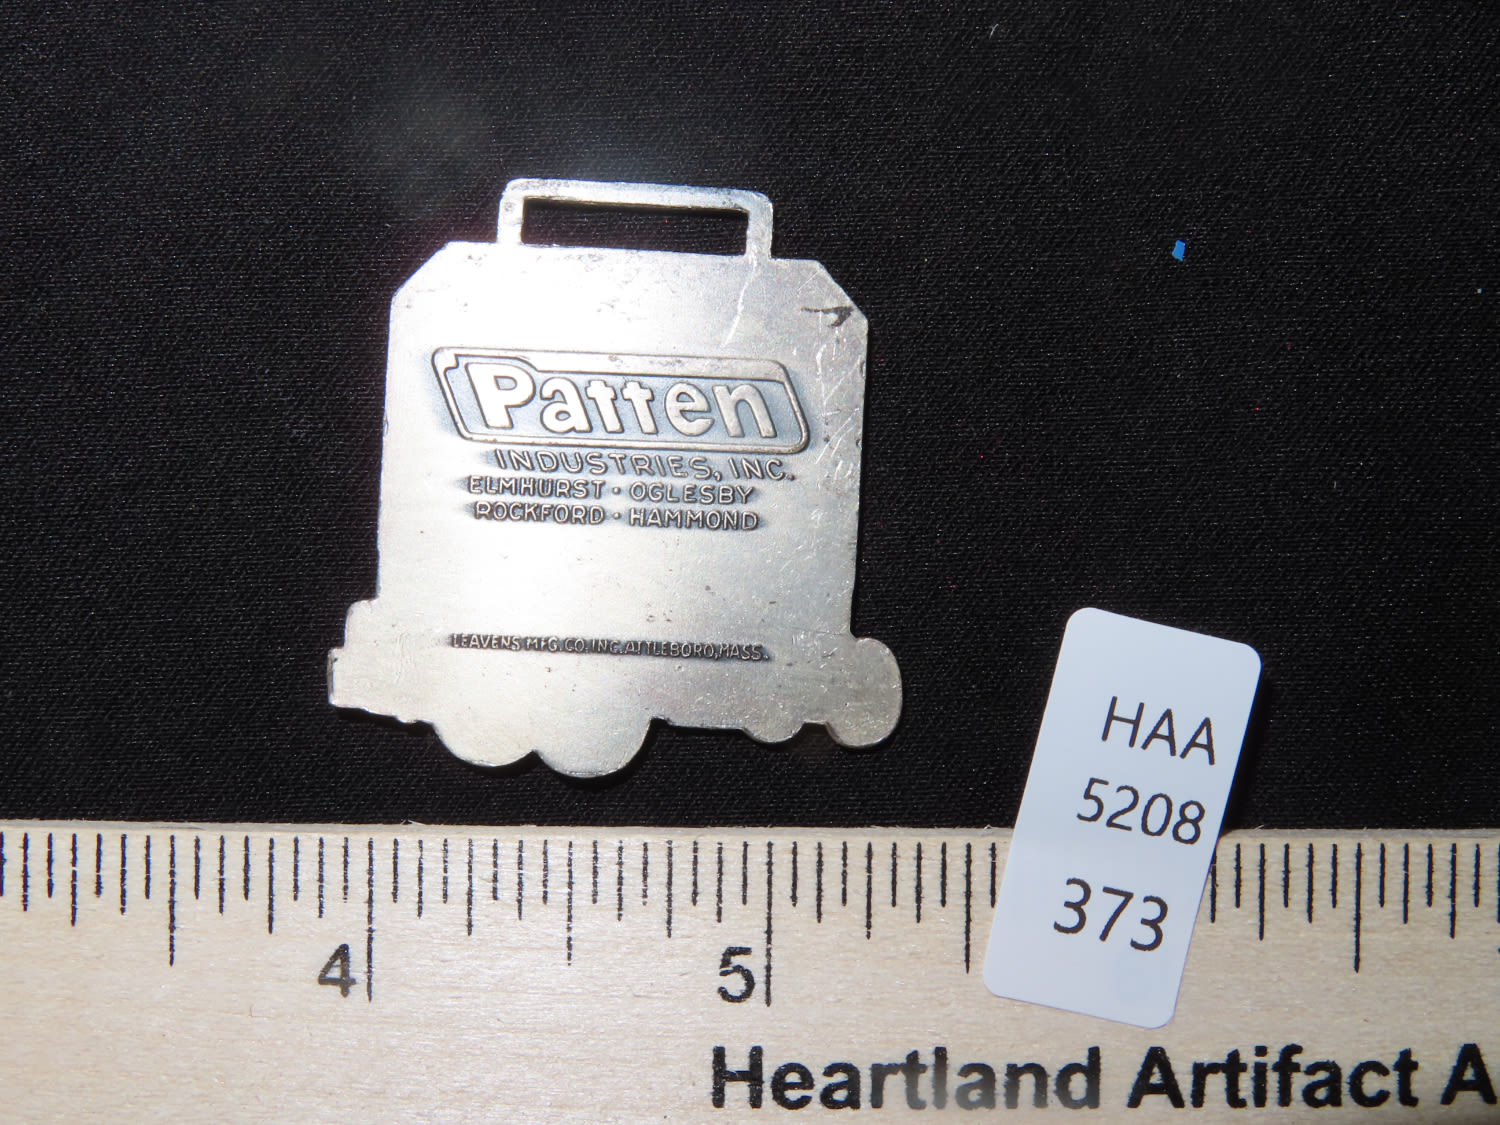 Patten
INDUSTRIES, INC.
ELMHURST · OGLESBY
ROCKFORD · HAMMOND
LEAVENS MFG. CO. INC. ATTLEBORO, MASS.
HAA
5208
373
4 5
Heartland Artifact A